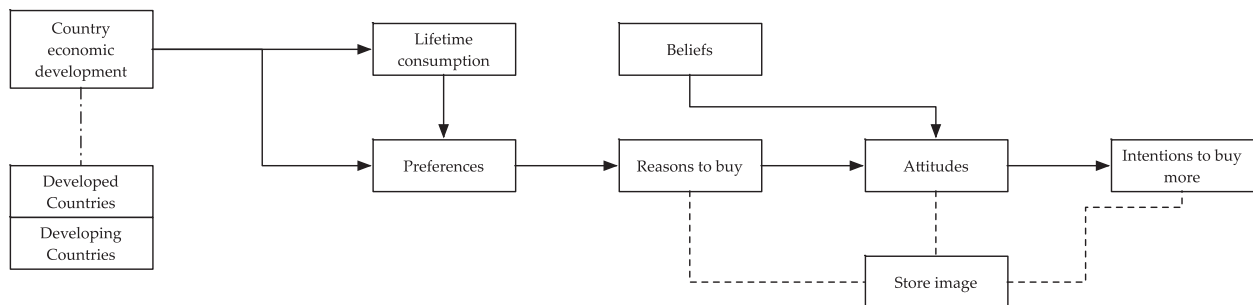 Country
economic
development
Lifetime
consumption
Beliefs
Preferences
Reasons to buy
Attitudes
Intentions to buy
more
Developed
Countries
Developing
Countries
Store image